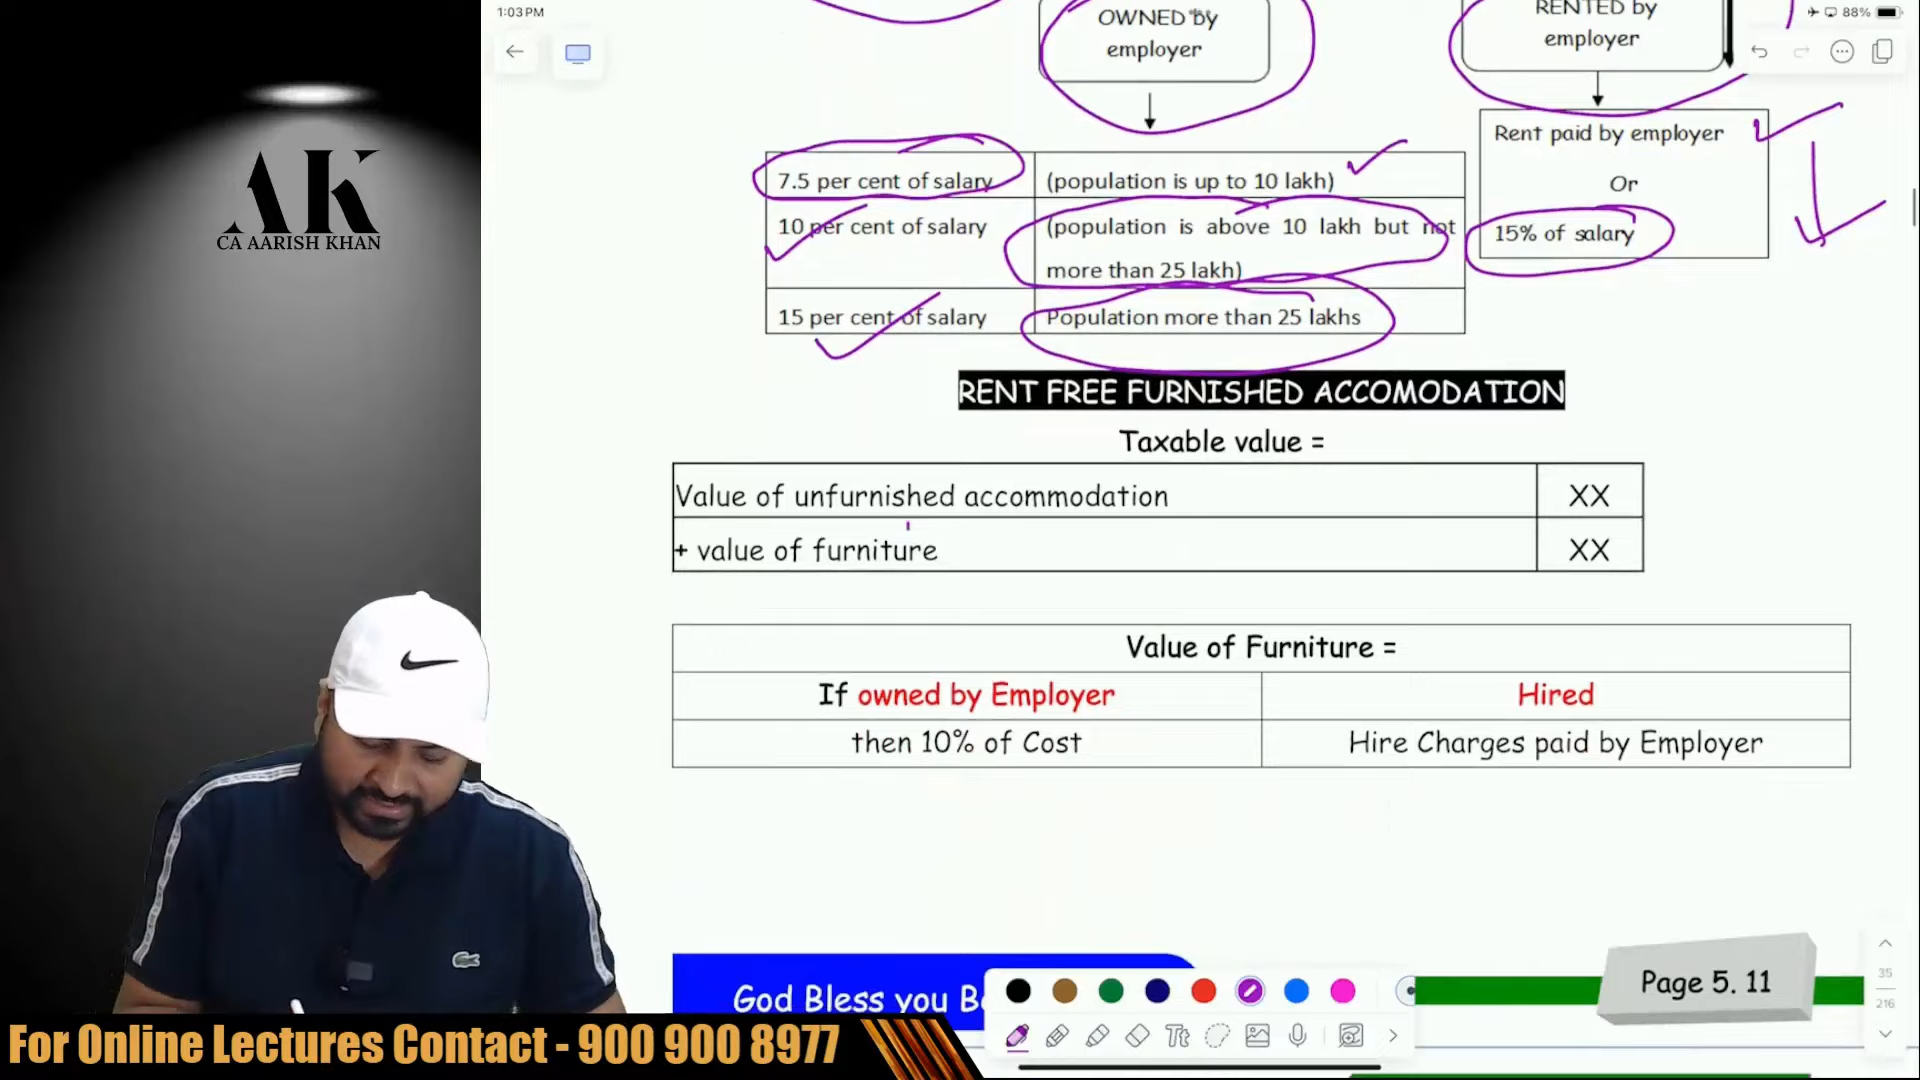 1:03 PM
88%
OWNED by
employer
RENTED by
employer
Rent paid by employer
Or
15% of salary
7.5 per cent of salary (population is up to 10 lakh)
10 per cent of salary (population is above 10 lakh but not
more than 25 lakh)
15 per cent of salary Population more than 25 lakhs
AK
CA AARISH KHAN
RENT FREE FURNISHED ACCOMODATION
Taxable value =
Value of unfurnished accommodation XX
+ value of furniture XX
Value of Furniture =
If owned by Employer Hired
then 10% of Cost Hire Charges paid by Employer
God Bless you
Page 5. 11
35
216
Tt
For Online Lectures Contact - 900 900 8977